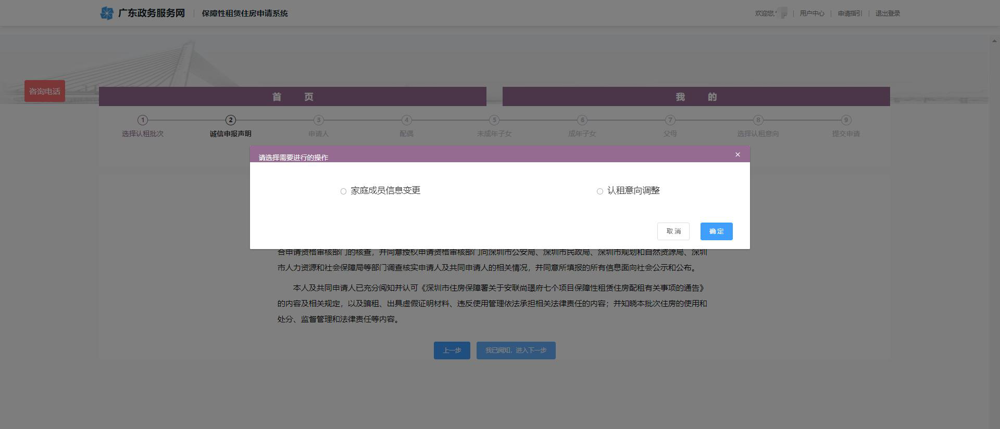 广东政务服务网 保障性租赁住房申请系统 欢迎您, 用户中心 申请指引 退出登录
咨询电话
首 页 我 的
1 2 3 4 5 6 7 8 9
选择认租批次 诚信申报声明 申请人 配偶 未成年子女 成年子女 父母 选择认租意向 提交申请
请选择需要进行的操作
家庭成员信息变更 认租意向调整
取消 确定
合申请资格审核部门的核查，并同意授权申请资格审核部门向深圳市公安局、深圳市民政局、深圳市规划和自然资源局、深圳
市人力资源和社会保障局等部门调查核实申请人及共同申请人的相关情况，并同意所填报的所有信息面向社会公示和公布。
本人及共同申请人已充分阅知并认可《深圳市住房保障署关于安联尚璟府七个项目保障性租赁住房配租有关事项的通告》
的内容及相关规定，以及骗租、出具虚假证明材料、违反使用管理依法承担相关法律责任的内容；并知晓本批次住房的使用和
处分、监督管理和法律责任等内容。
上一步 我已阅知，进入下一步